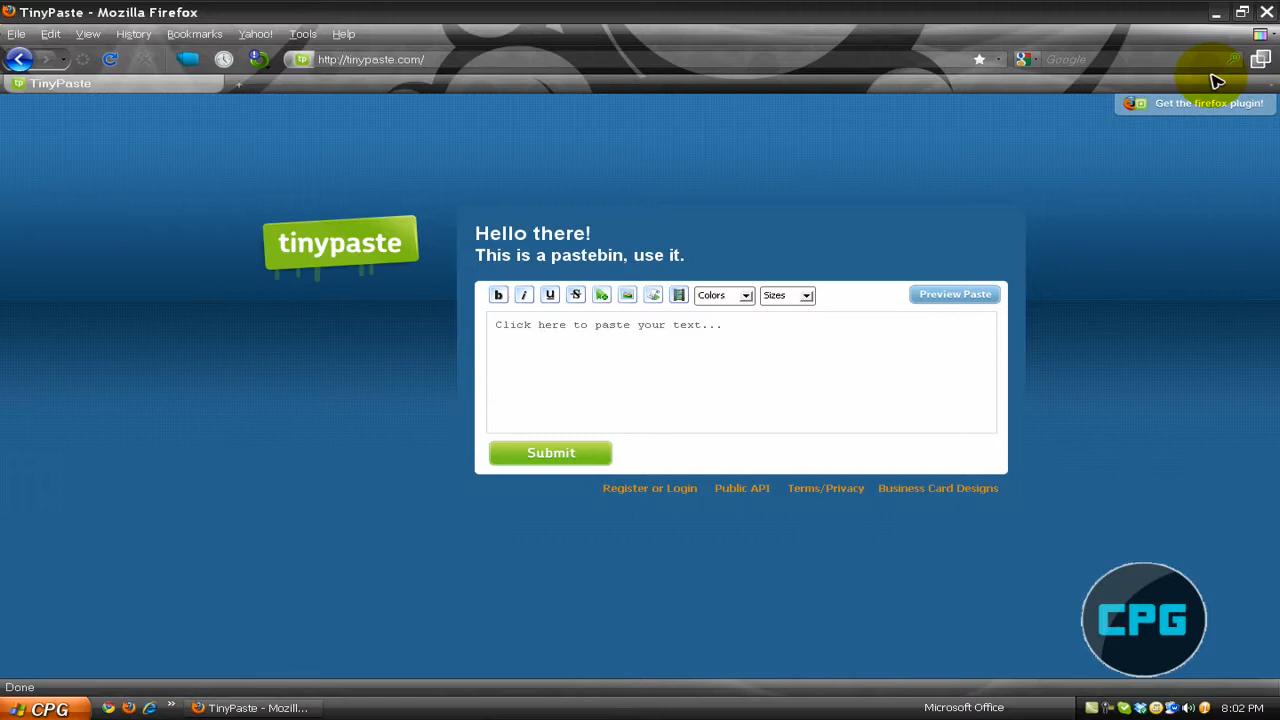 TinyPaste - Mozilla Firefox
File Edit View History Bookmarks Yahoo! Tools Help
tp http://tinypaste.com/ Google
tp TinyPaste
Get the firefox plugin!
tinypaste
Hello there!
This is a pastebin, use it.
b i U S Colors Sizes Preview Paste
Click here to paste your text...
Submit
Register or Login Public API Terms/Privacy Business Card Designs
CPG
Done
CPG TinyPaste - Mozill... Microsoft Office 8:02 PM